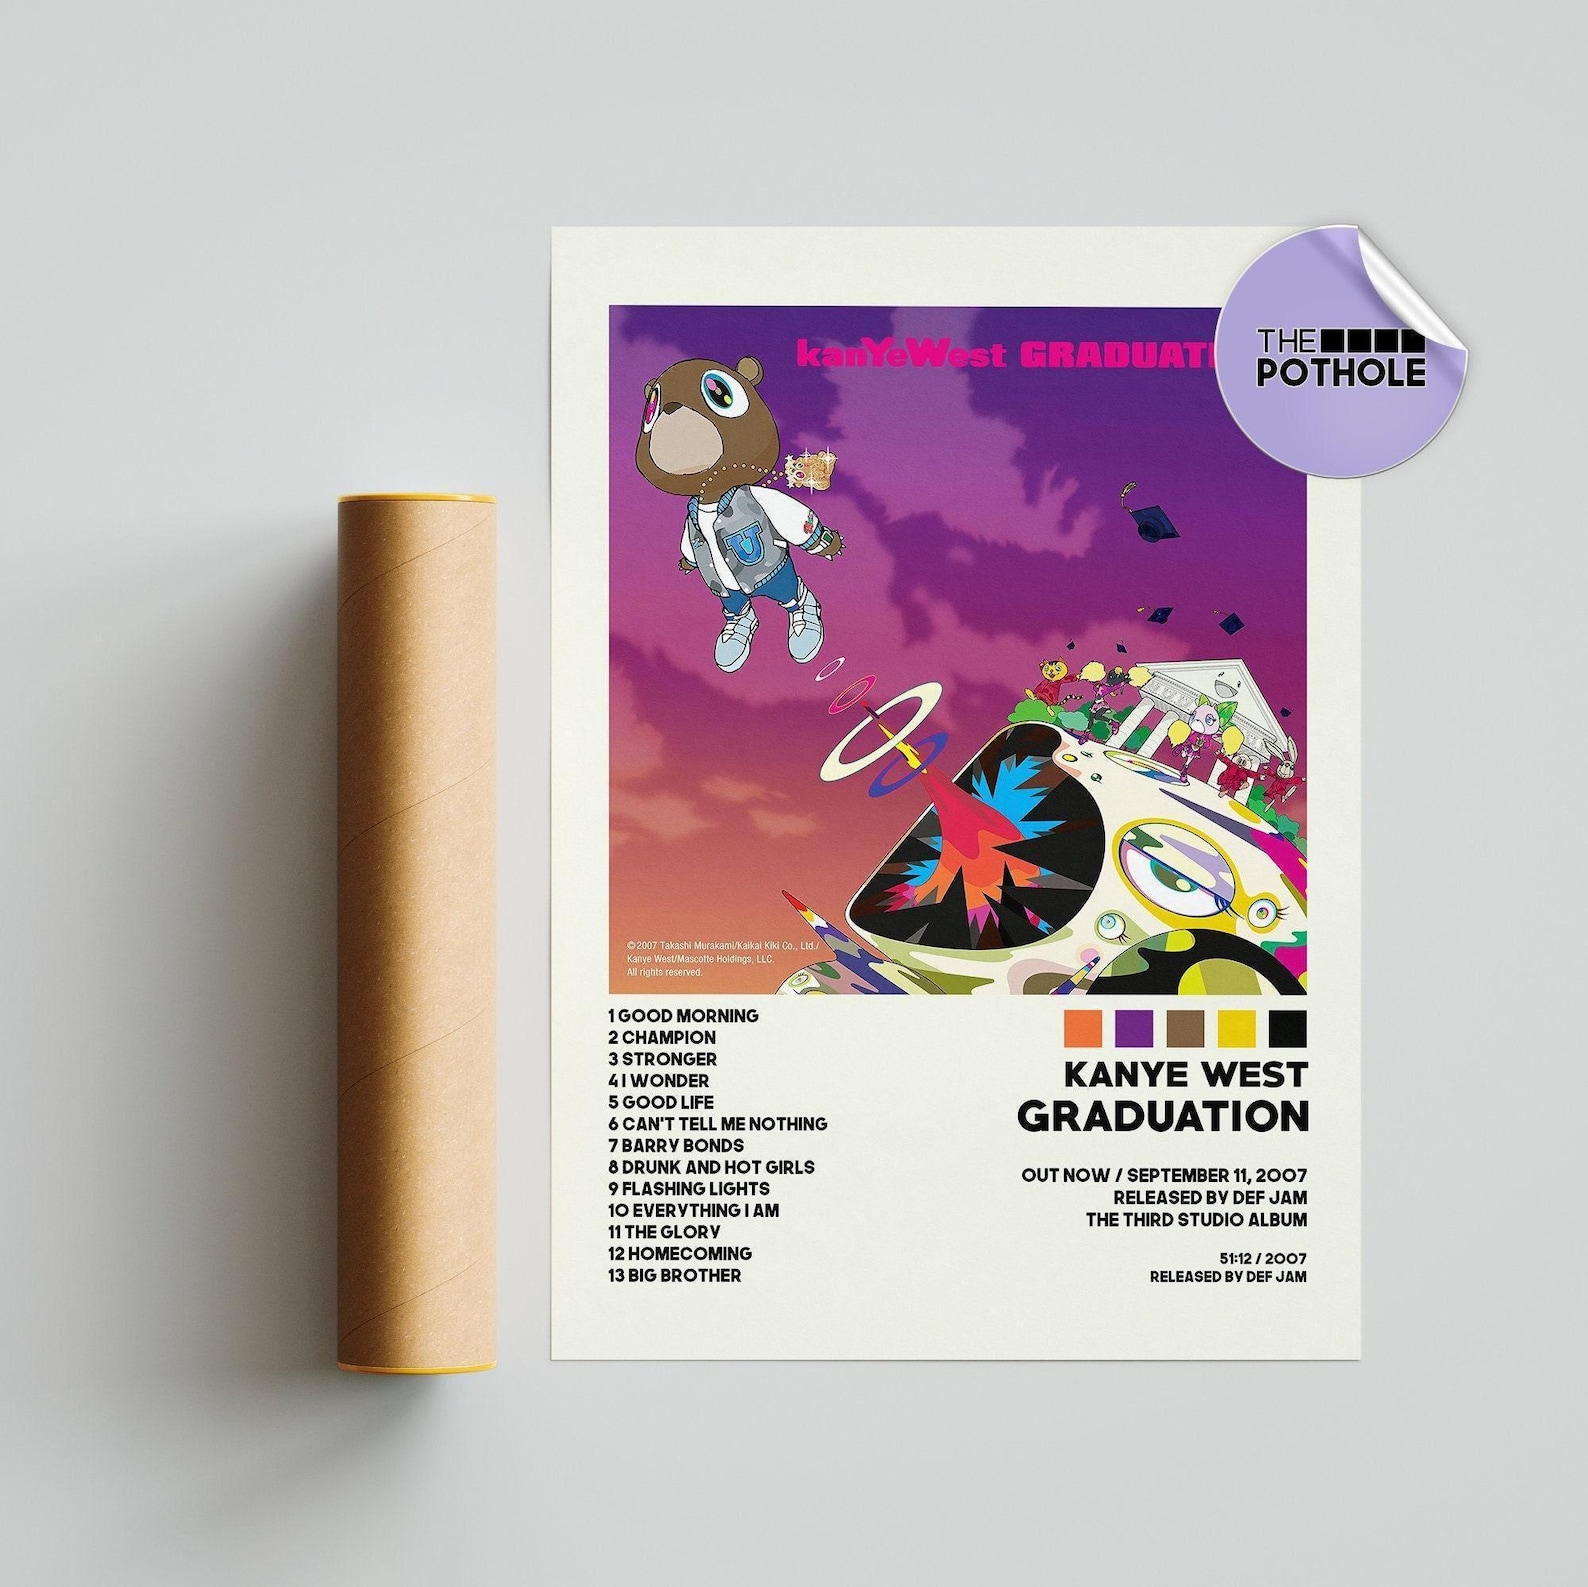 kanYeWest GRADUATI
THE
POTHOLE
U
©2007 Takashi Murakami/Kaikai Kiki Co., Ltd./
Kanye West/Mascotte Holdings, LLC.
All rights reserved.
1 GOOD MORNING
2 CHAMPION
3 STRONGER
4 I WONDER
5 GOOD LIFE
6 CAN'T TELL ME NOTHING
7 BARRY BONDS
8 DRUNK AND HOT GIRLS
9 FLASHING LIGHTS
10 EVERYTHING I AM
11 THE GLORY
12 HOMECOMING
13 BIG BROTHER
KANYE WEST
GRADUATION
OUT NOW / SEPTEMBER 11, 2007
RELEASED BY DEF JAM
THE THIRD STUDIO ALBUM
51:12 / 2007
RELEASED BY DEF JAM